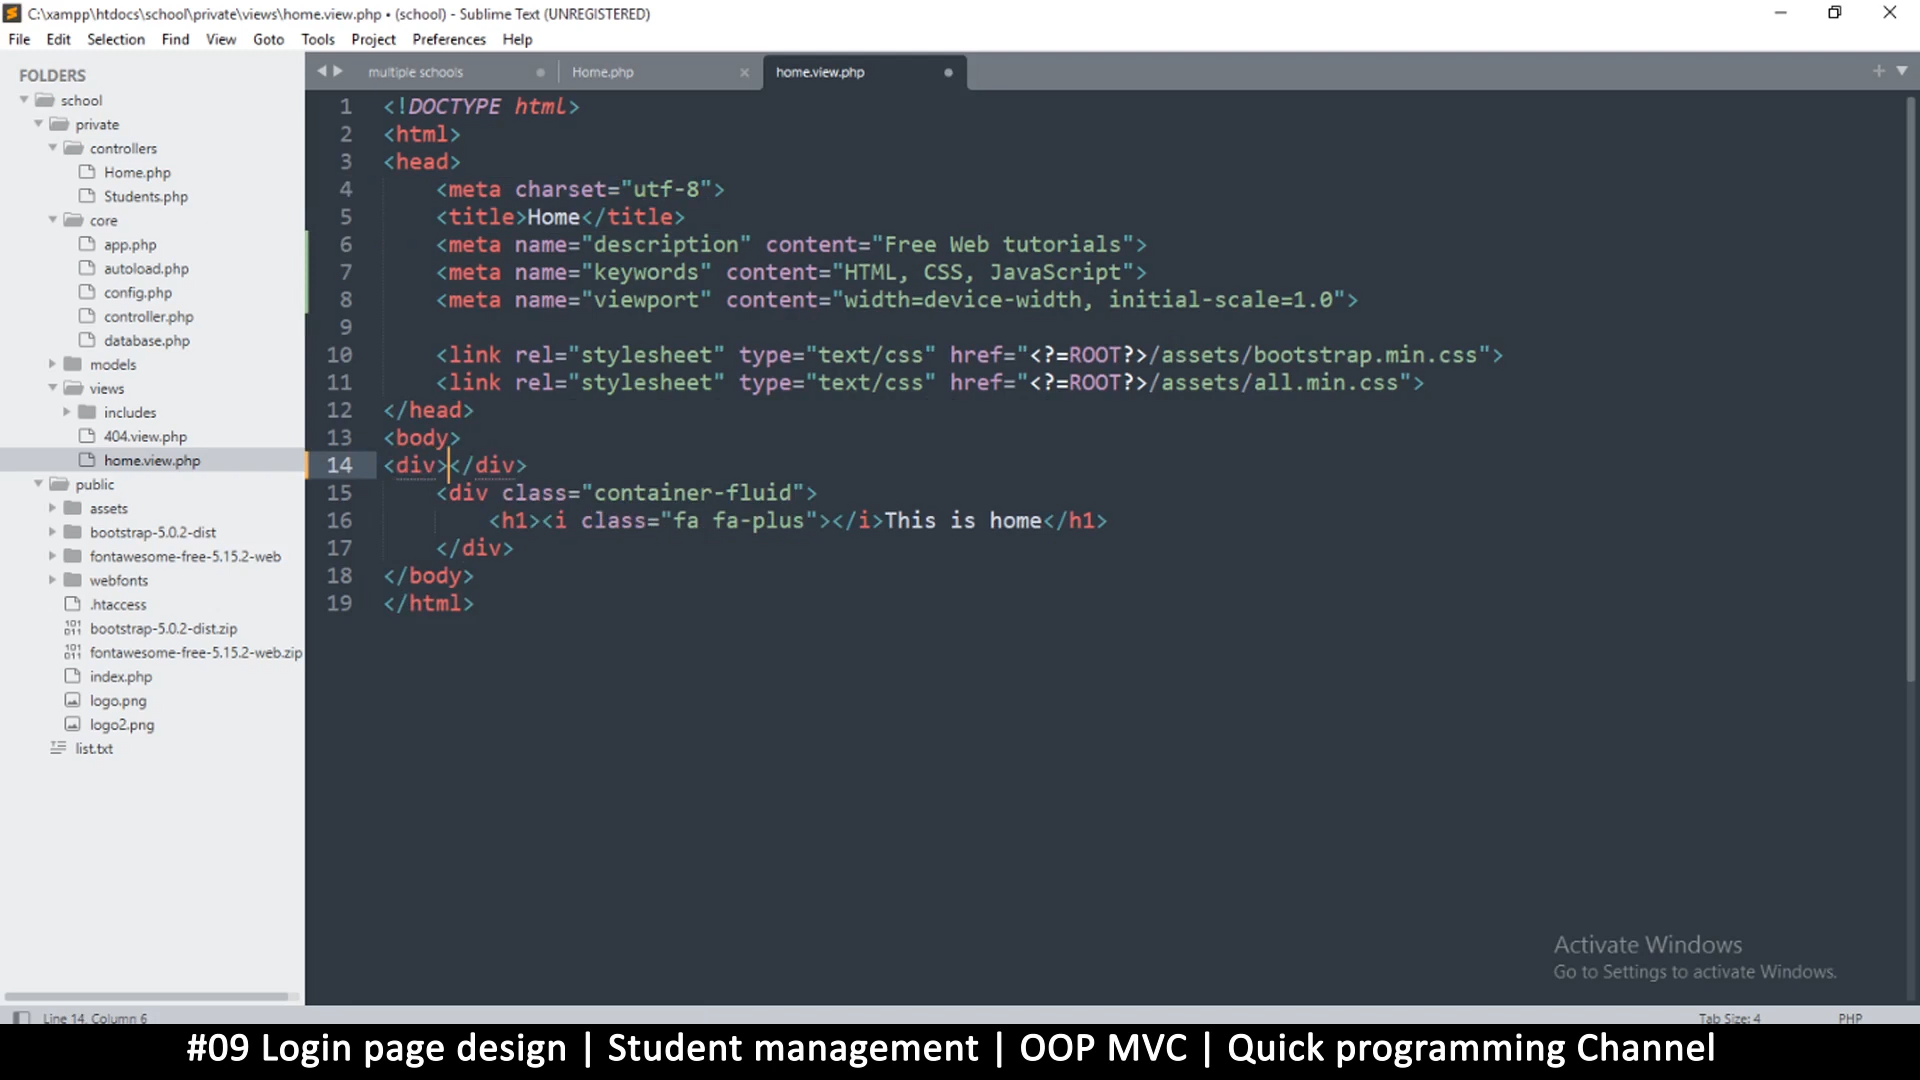 C:\xampp\htdocs\school\private\views\home.view.php • (school) - Sublime Text (UNREGISTERED)
File Edit Selection Find View Goto Tools Project Preferences Help
FOLDERS
school
private
controllers
Home.php
Students.php
core
app.php
autoload.php
config.php
controller.php
database.php
models
views
includes
404.view.php
home.view.php
public
assets
bootstrap-5.0.2-dist
fontawesome-free-5.15.2-web
webfonts
.htaccess
bootstrap-5.0.2-dist.zip
fontawesome-free-5.15.2-web.zip
index.php
logo.png
logo2.png
list.txt
multiple schools Home.php home.view.php
1 <!DOCTYPE html>
2 <html>
3 <head>
4 <meta charset="utf-8">
5 <title>Home</title>
6 <meta name="description" content="Free Web tutorials">
7 <meta name="keywords" content="HTML, CSS, JavaScript">
8 <meta name="viewport" content="width=device-width, initial-scale=1.0">
9
10 <link rel="stylesheet" type="text/css" href="<?=ROOT?>/assets/bootstrap.min.css">
11 <link rel="stylesheet" type="text/css" href="<?=ROOT?>/assets/all.min.css">
12 </head>
13 <body>
14 <div></div>
15 <div class="container-fluid">
16 <h1><i class="fa fa-plus"></i>This is home</h1>
17 </div>
18 </body>
19 </html>
Activate Windows
Go to Settings to activate Windows.
Line 14, Column 6 Tab Size: 4 PHP
#09 Login page design | Student management | OOP MVC | Quick programming Channel